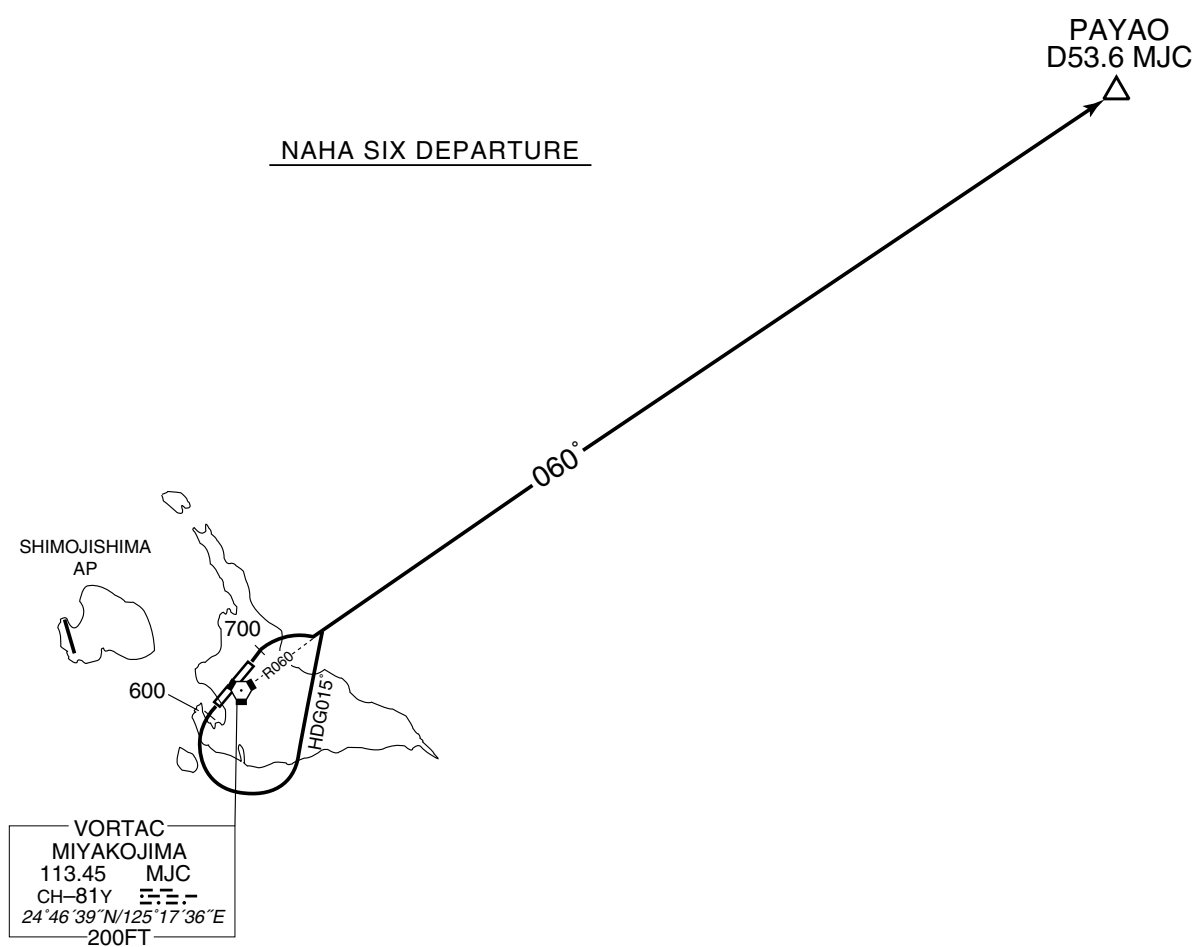 PAYAO
D53.6 MJC
NAHA SIX DEPARTURE
060°
SHIMOJISHIMA
AP
700
R060
600
HDG015°
VORTAC
MIYAKOJIMA
113.45 MJC
CH–81Y
24°46′39″N/125°17′36″E
200FT